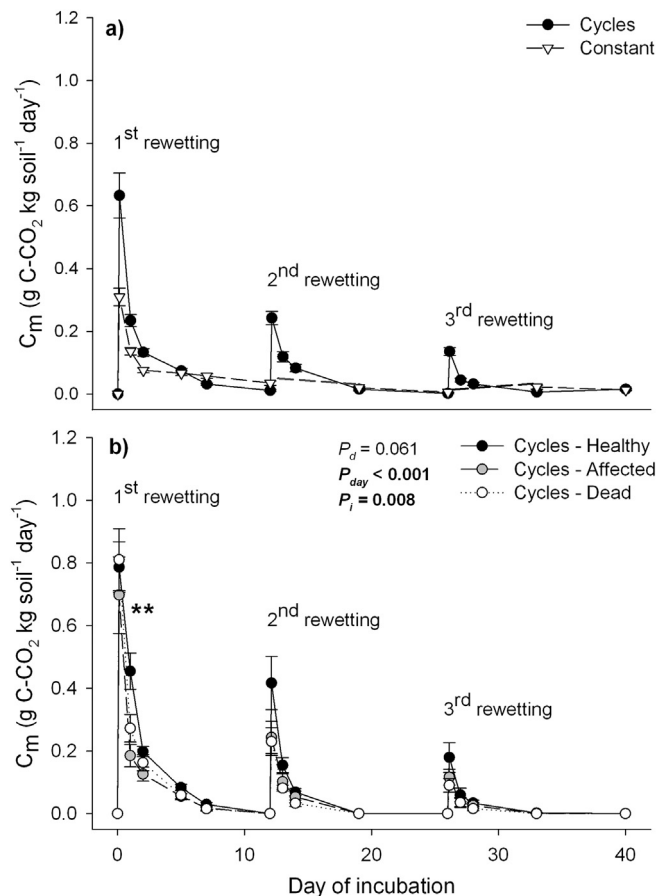 a)
Cycles
Constant
1st rewetting
2nd rewetting
3rd rewetting
1.2
1.0
0.8
0.6
0.4
0.2
0.0
Cm (g C-CO2 kg soil-1 day-1)
b)
Pd = 0.061
Pday < 0.001
Pi = 0.008
Cycles - Healthy
Cycles - Affected
Cycles - Dead
1st rewetting
**
2nd rewetting
3rd rewetting
1.2
1.0
0.8
0.6
0.4
0.2
0.0
Cm (g C-CO2 kg soil-1 day-1)
0 10 20 30 40
Day of incubation